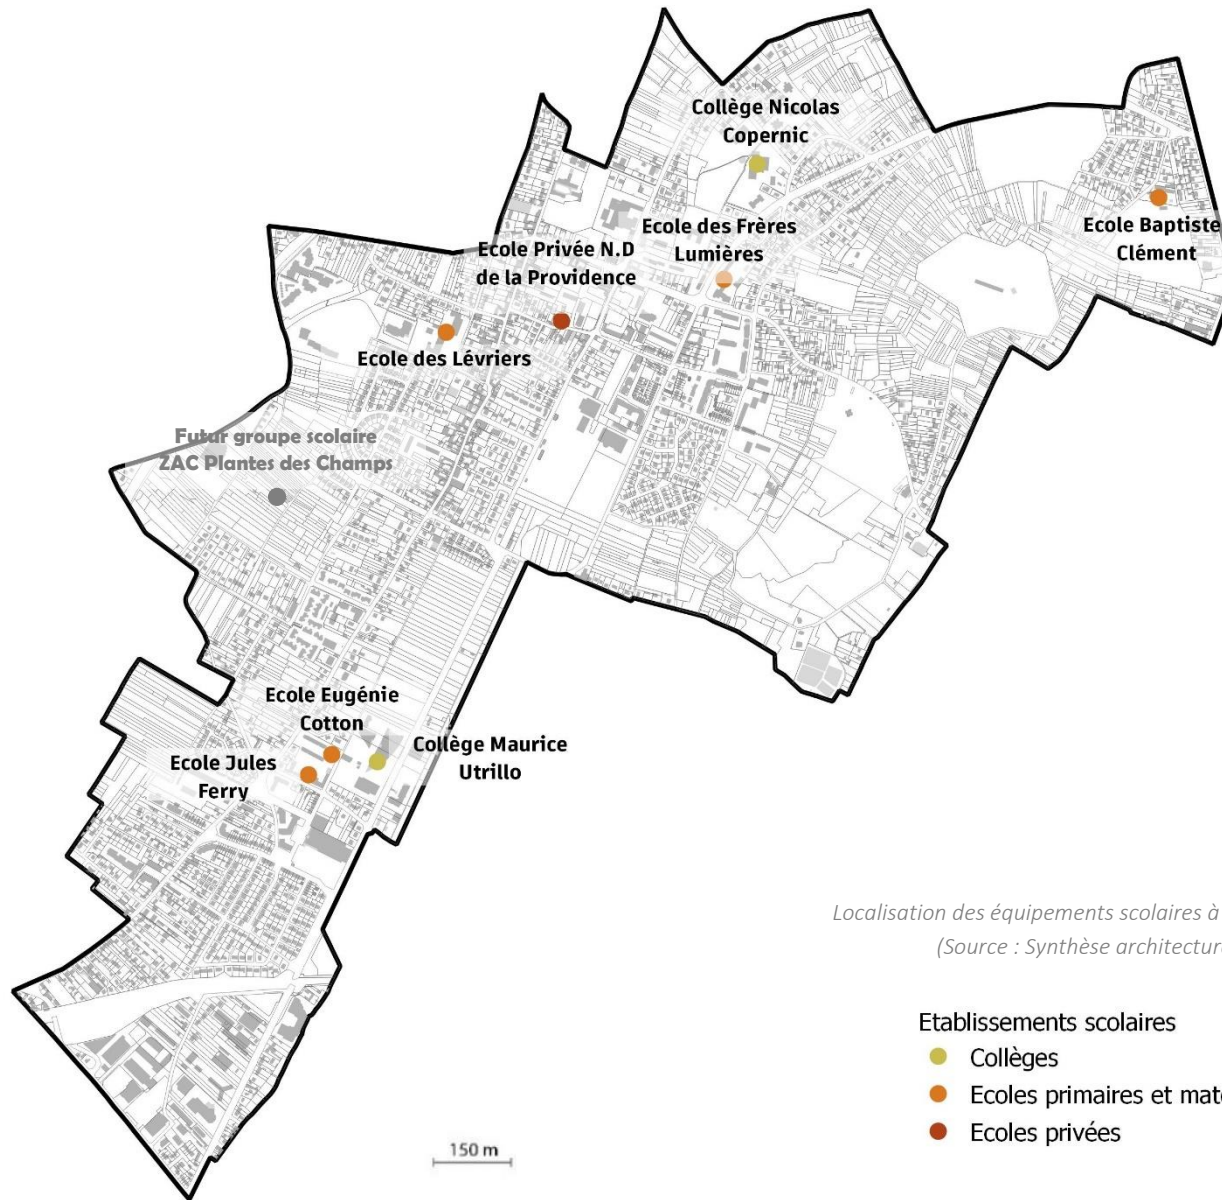 Collège Nicolas
Copernic
Ecole Baptiste
Clément
Ecole des Frères
Lumières
Ecole Privée N.D
de la Providence
Ecole des Lévriers
Futur groupe scolaire
ZAC Plantes des Champs
Ecole Eugénie
Cotton
Collège Maurice
Utrillo
Ecole Jules
Ferry
Localisation des équipements scolaires à
(Source : Synthèse
Etablissements scolaires
Collèges
Ecoles primaires et
Ecoles privées
150 m